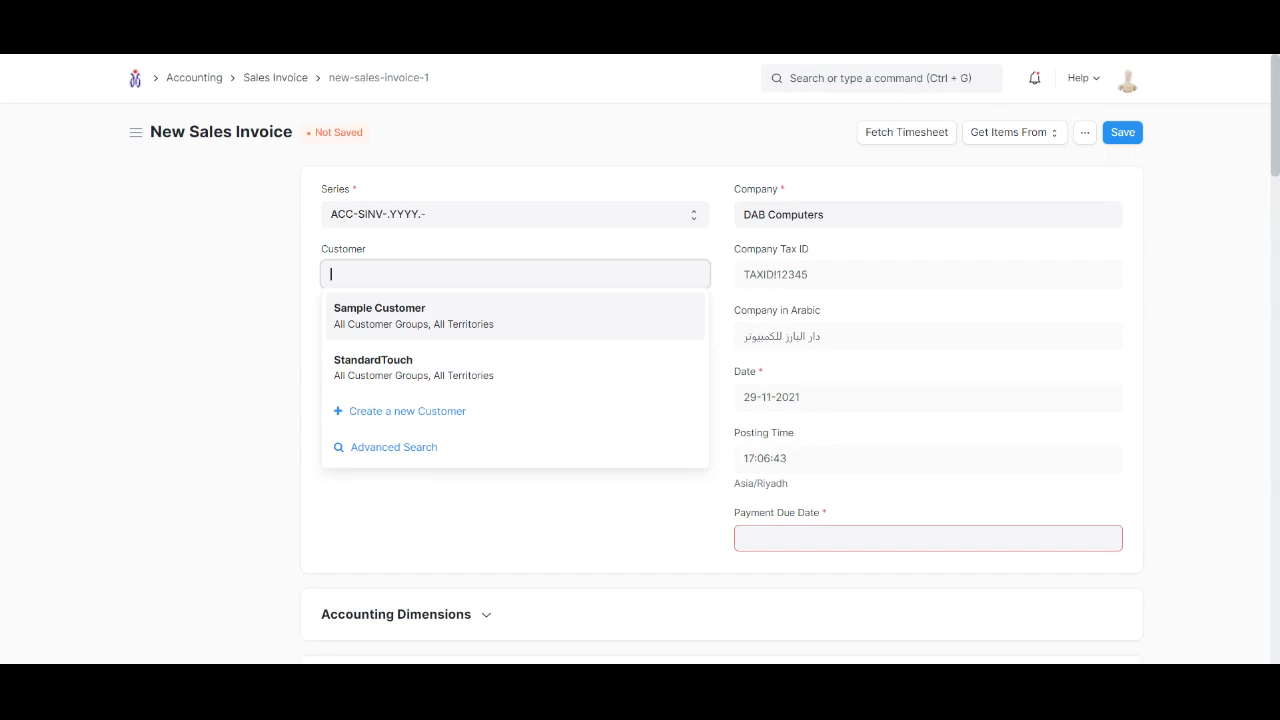 Accounting > Sales Invoice > new-sales-invoice-1
Search or type a command (Ctrl + G)
Help
New Sales Invoice
• Not Saved
Fetch Timesheet
Get Items From
...
Save
Series *
ACC-SINV-.YYYY.-
Customer
Sample Customer
All Customer Groups, All Territories
StandardTouch
All Customer Groups, All Territories
+ Create a new Customer
Advanced Search
Company *
DAB Computers
Company Tax ID
TAXID!12345
Company in Arabic
دار البارز للكمبيوتر
Date *
29-11-2021
Posting Time
17:06:43
Asia/Riyadh
Payment Due Date *
Accounting Dimensions